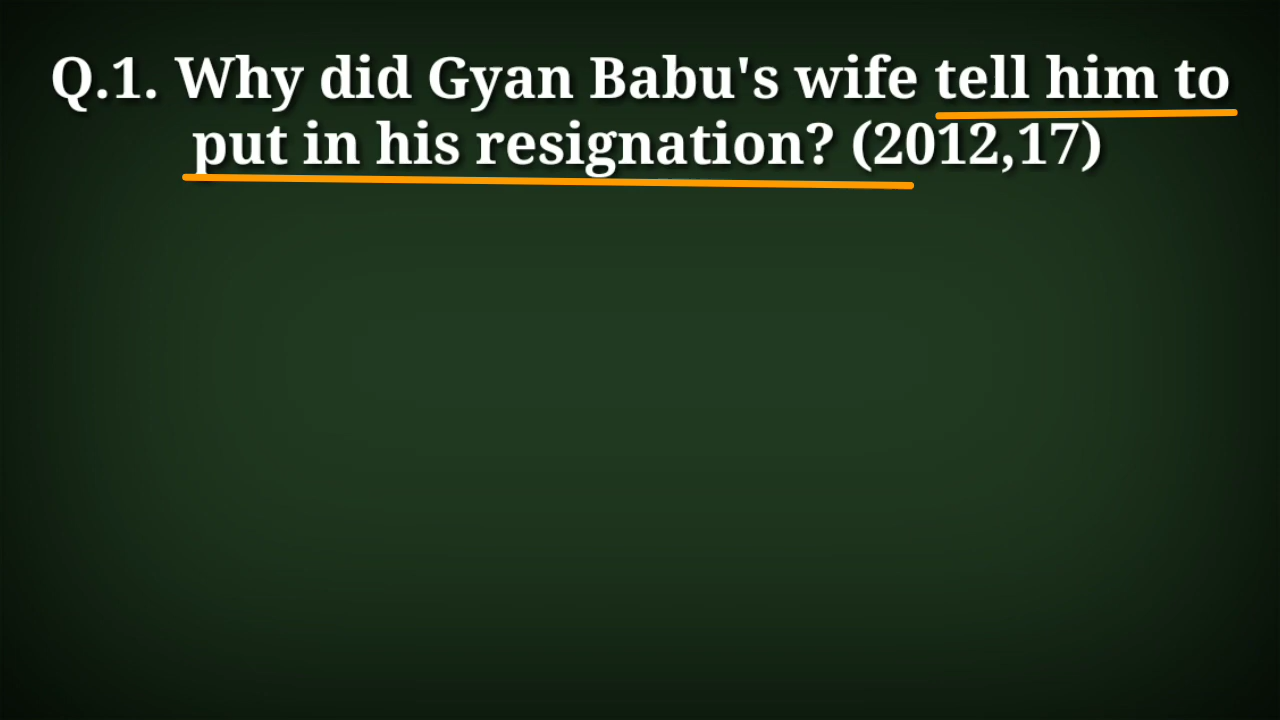 Q.1. Why did Gyan Babu's wife tell him to
put in his resignation? (2012,17)